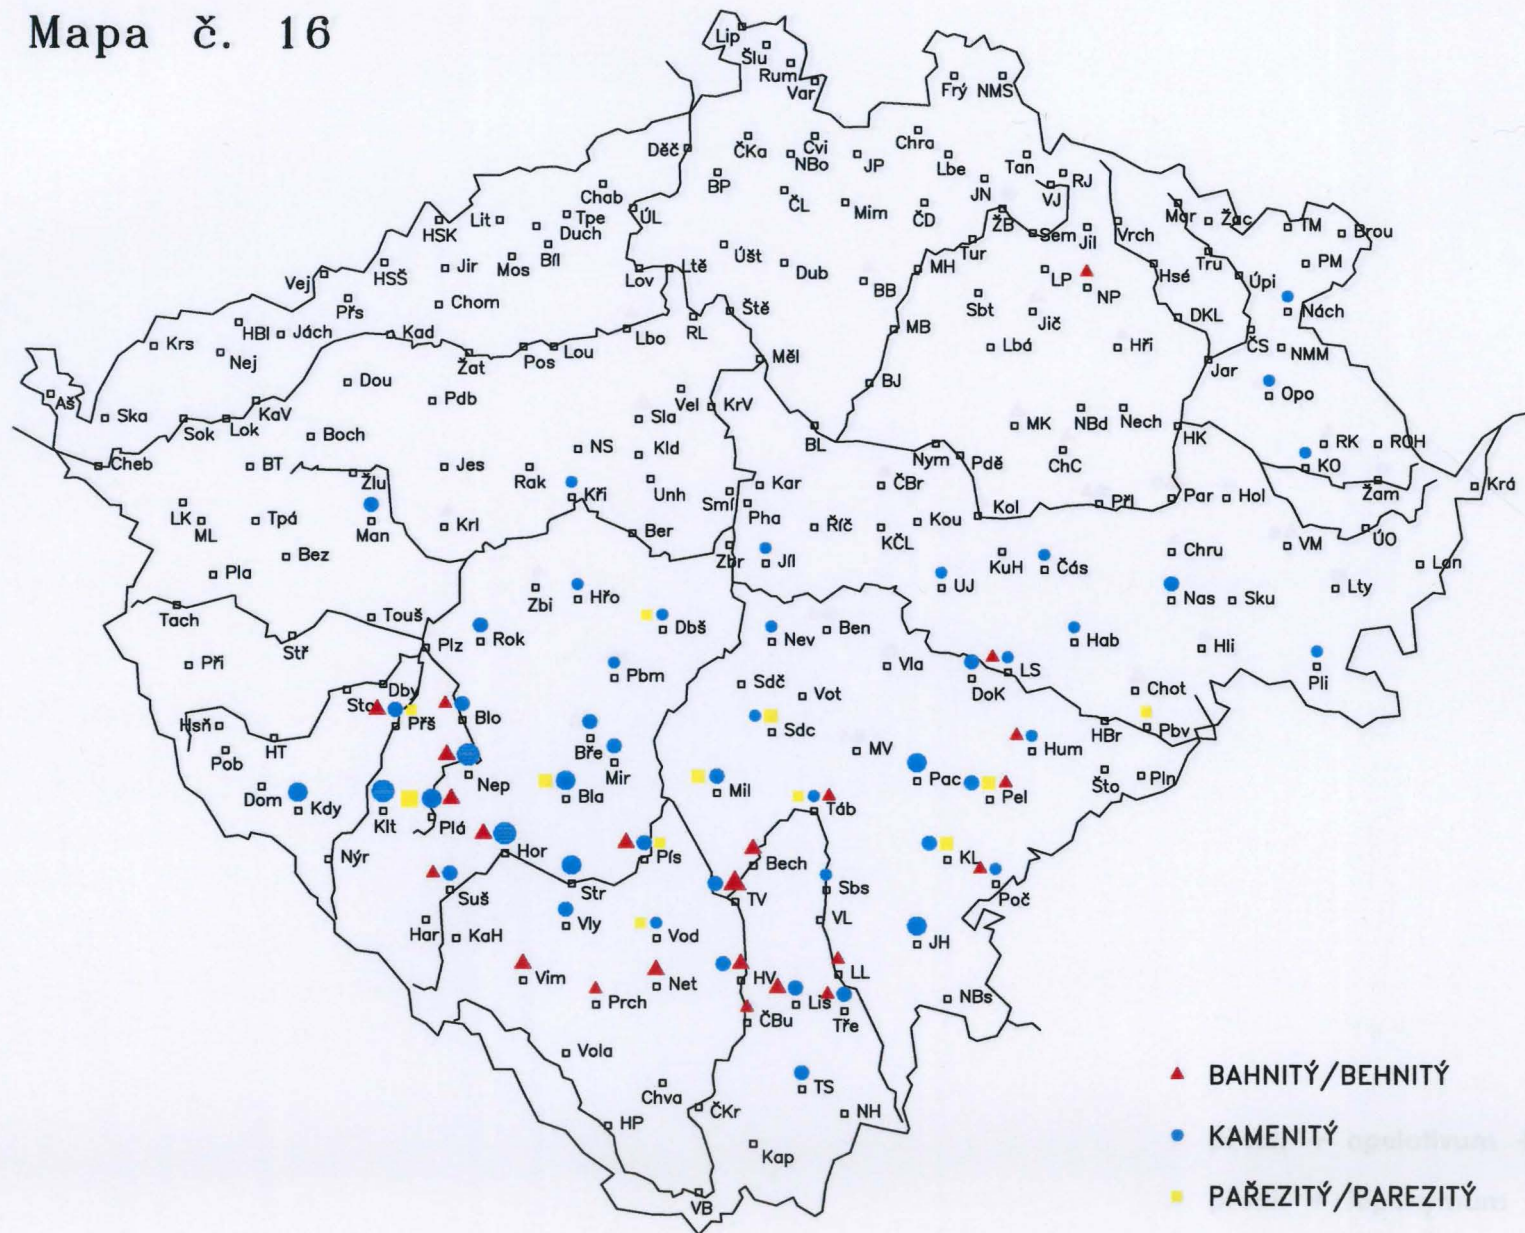 Mapa č. 16
Lip
Šlu
Rum
Var
Frý
NMS
Děč
ČKa
Cvi
NBo
JP
Chra
Lbe
Tan
RJ
BP
JN
VJ
Chab
ČL
Mim
ČD
ŽB
Mar
Žac
TM
Brou
HSK
Lit
Tpe
Duch
ÚL
Sem
Jil
Vrch
Tur
Úšt
Bíl
Mos
Jir
HSŠ
Vej
Lov
Ltě
Dub
MH
LP
Hsé
Tru
PM
Úpi
BB
NP
Přs
Chom
Sbt
Jič
DKL
Nách
Ště
RL
HBl
Jách
Kad
Lbo
MB
ČS
Krs
Nej
Žat
Pos
Lou
Měl
Lbá
Hři
Jar
NMM
Dou
BJ
Opo
Aš
KaV
Pdb
Vel
KrV
Ska
Sok
Lok
Sla
BL
MK
NBd
Nech
HK
Boch
NS
Kld
Nym
Pdě
ChC
RK
ROH
Cheb
BT
Žlu
Jes
Rak
KO
Žam
Unh
Smí
Kar
ČBr
Krá
Kři
Pha
Kol
Přl
Par
Hol
LK
ML
Tpá
Man
Krl
Ber
Říč
KČL
Kou
ÚO
Zbr
Jíl
KuH
Čás
Chru
VM
Lan
Bez
Pla
Zbi
Hřo
UJ
Nas
Sku
Lty
Tach
Touš
Dbš
Rok
Nev
Ben
Hab
Stř
Plz
Hli
Při
Pbm
Vla
DoK
LS
Pli
Sta
Dby
Sdč
Vot
Chot
Hsň
Přš
Blo
Sdc
HBr
Pbv
HT
Pob
Bře
Mir
MV
Hum
Nep
Pac
Pel
Što
Pln
Dom
Kdy
Klt
Plá
Bla
Mil
Táb
Nýr
Hor
Pís
Bech
KL
Suš
Str
TV
Sbs
Poč
Har
KaH
Vly
Vod
VL
JH
Vim
Net
HV
LL
Prch
Lis
NBs
ČBu
Tře
Vola
Chva
TS
ČKr
NH
HP
Kap
VB
BAHNITÝ/BEHNITÝ
KAMENITÝ
PAŘEZITÝ/PAREZITÝ